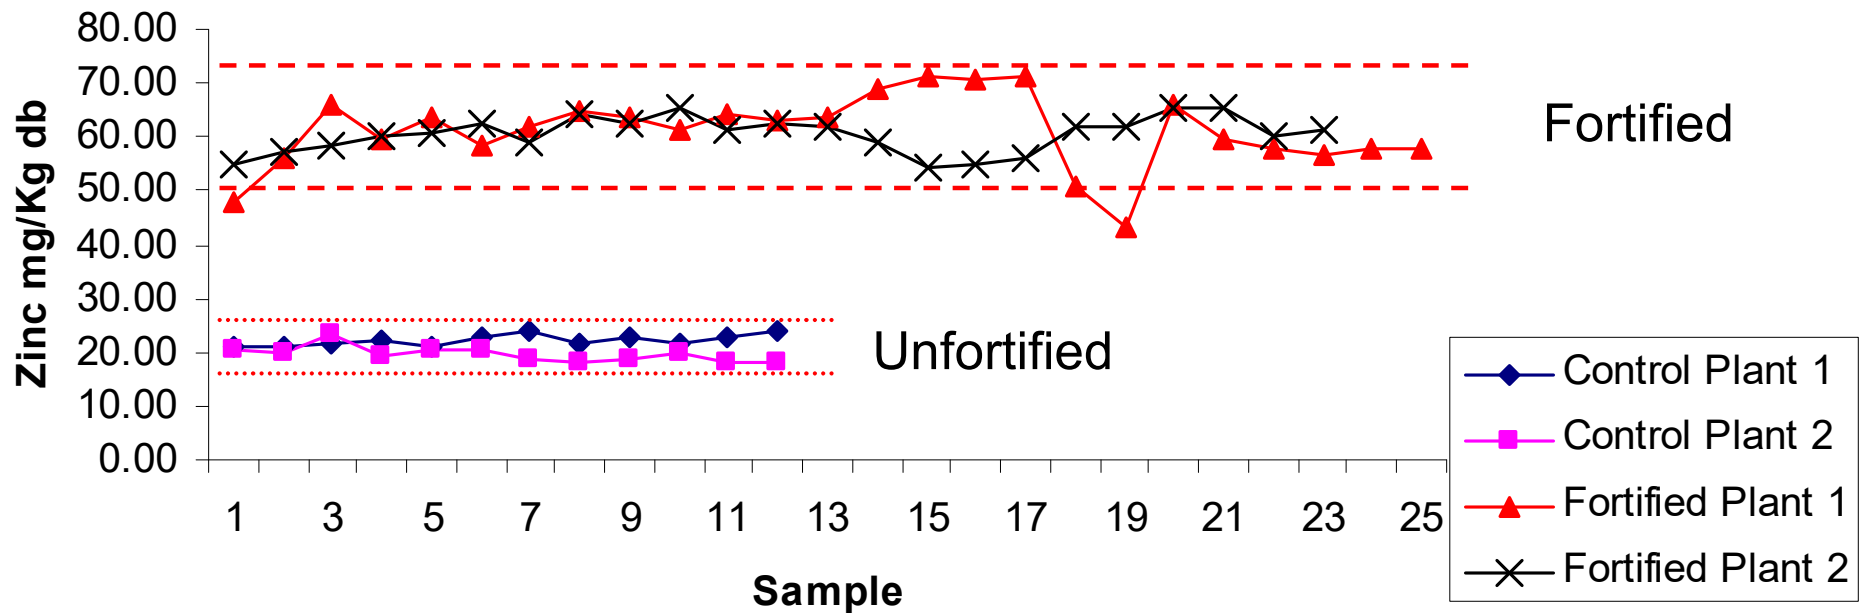 80.00
70.00
60.00
50.00
40.00
30.00
20.00
10.00
0.00
Zinc mg/Kg db
Fortified
Unfortified
1 3 5 7 9 11 13 15 17 19 21 23 25
Sample
Control Plant 1
Control Plant 2
Fortified Plant 1
Fortified Plant 2